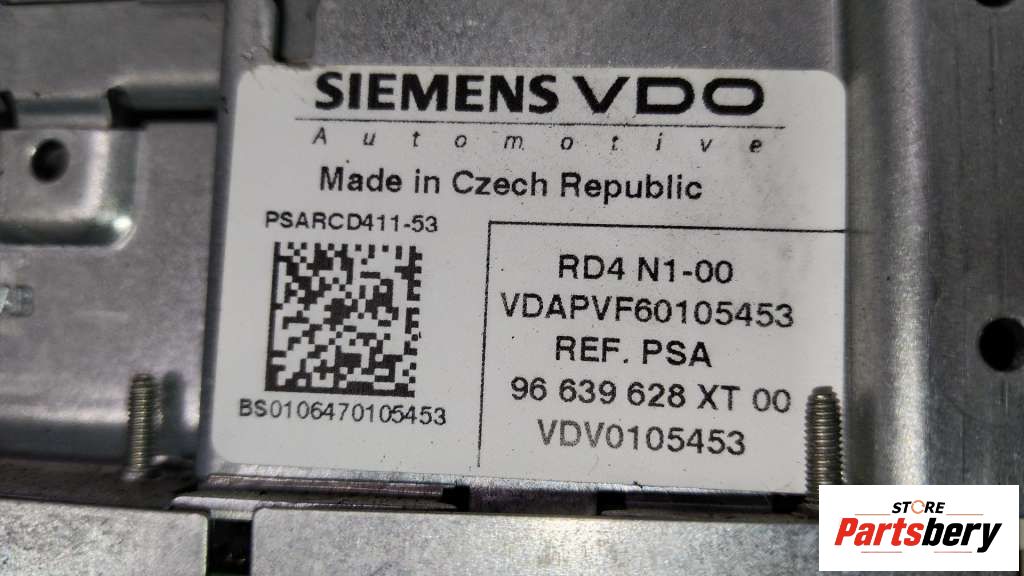 SIEMENS VDO
Automotive
Made in Czech Republic
PSARCD411-53
BS0106470105453
RD4 N1-00
VDAPVF60105453
REF. PSA
96 639 628 XT 00
VDV0105453
STORE
Partsbery